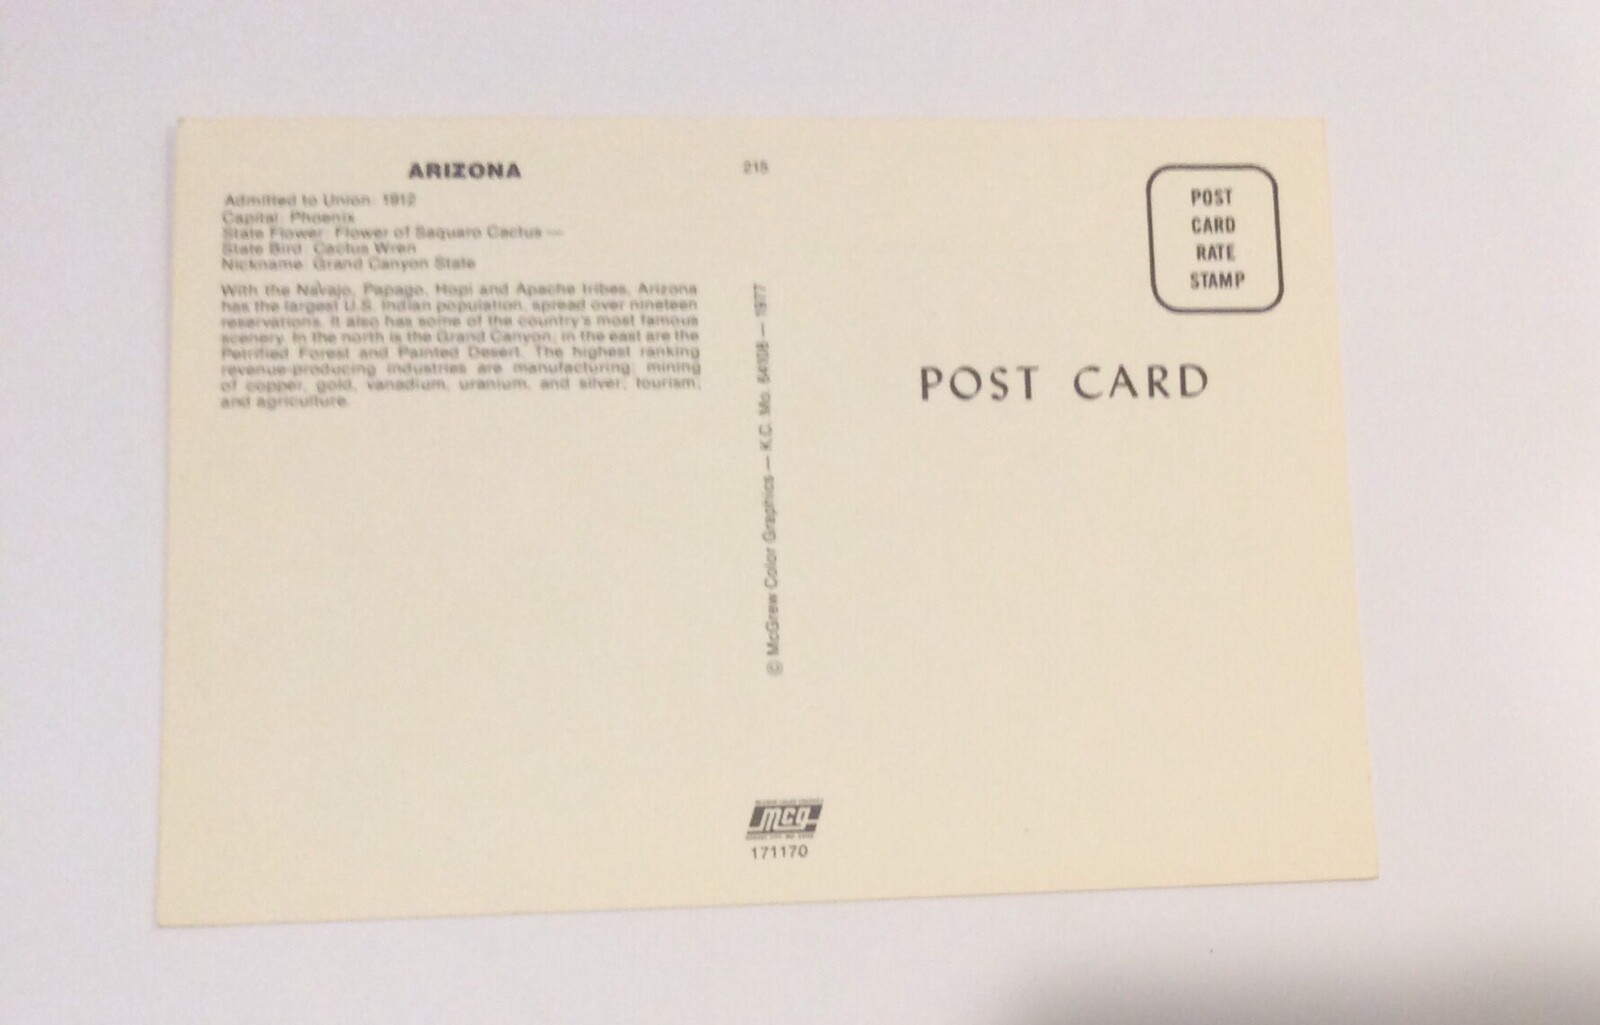 ARIZONA
Admitted to Union: 1912
Capital: Phoenix
State Flower: Flower of Saquaro Cactus —
State Bird: Cactus Wren
Nickname: Grand Canyon State
With the Navajo, Papago, Hopi and Apache tribes, Arizona
has the largest U.S. Indian population, spread over nineteen
reservations. It also has some of the country's most famous
scenery. In the north is the Grand Canyon; in the east are the
Petrified Forest and Painted Desert. The highest ranking
revenue-producing industries are manufacturing; mining
of copper, gold, vanadium, uranium, and silver; tourism;
and agriculture.
215
© McGrew Color Graphics — K.C. Mo. 64108 — 1977
mcg
171170
POST
CARD
RATE
STAMP
POST CARD